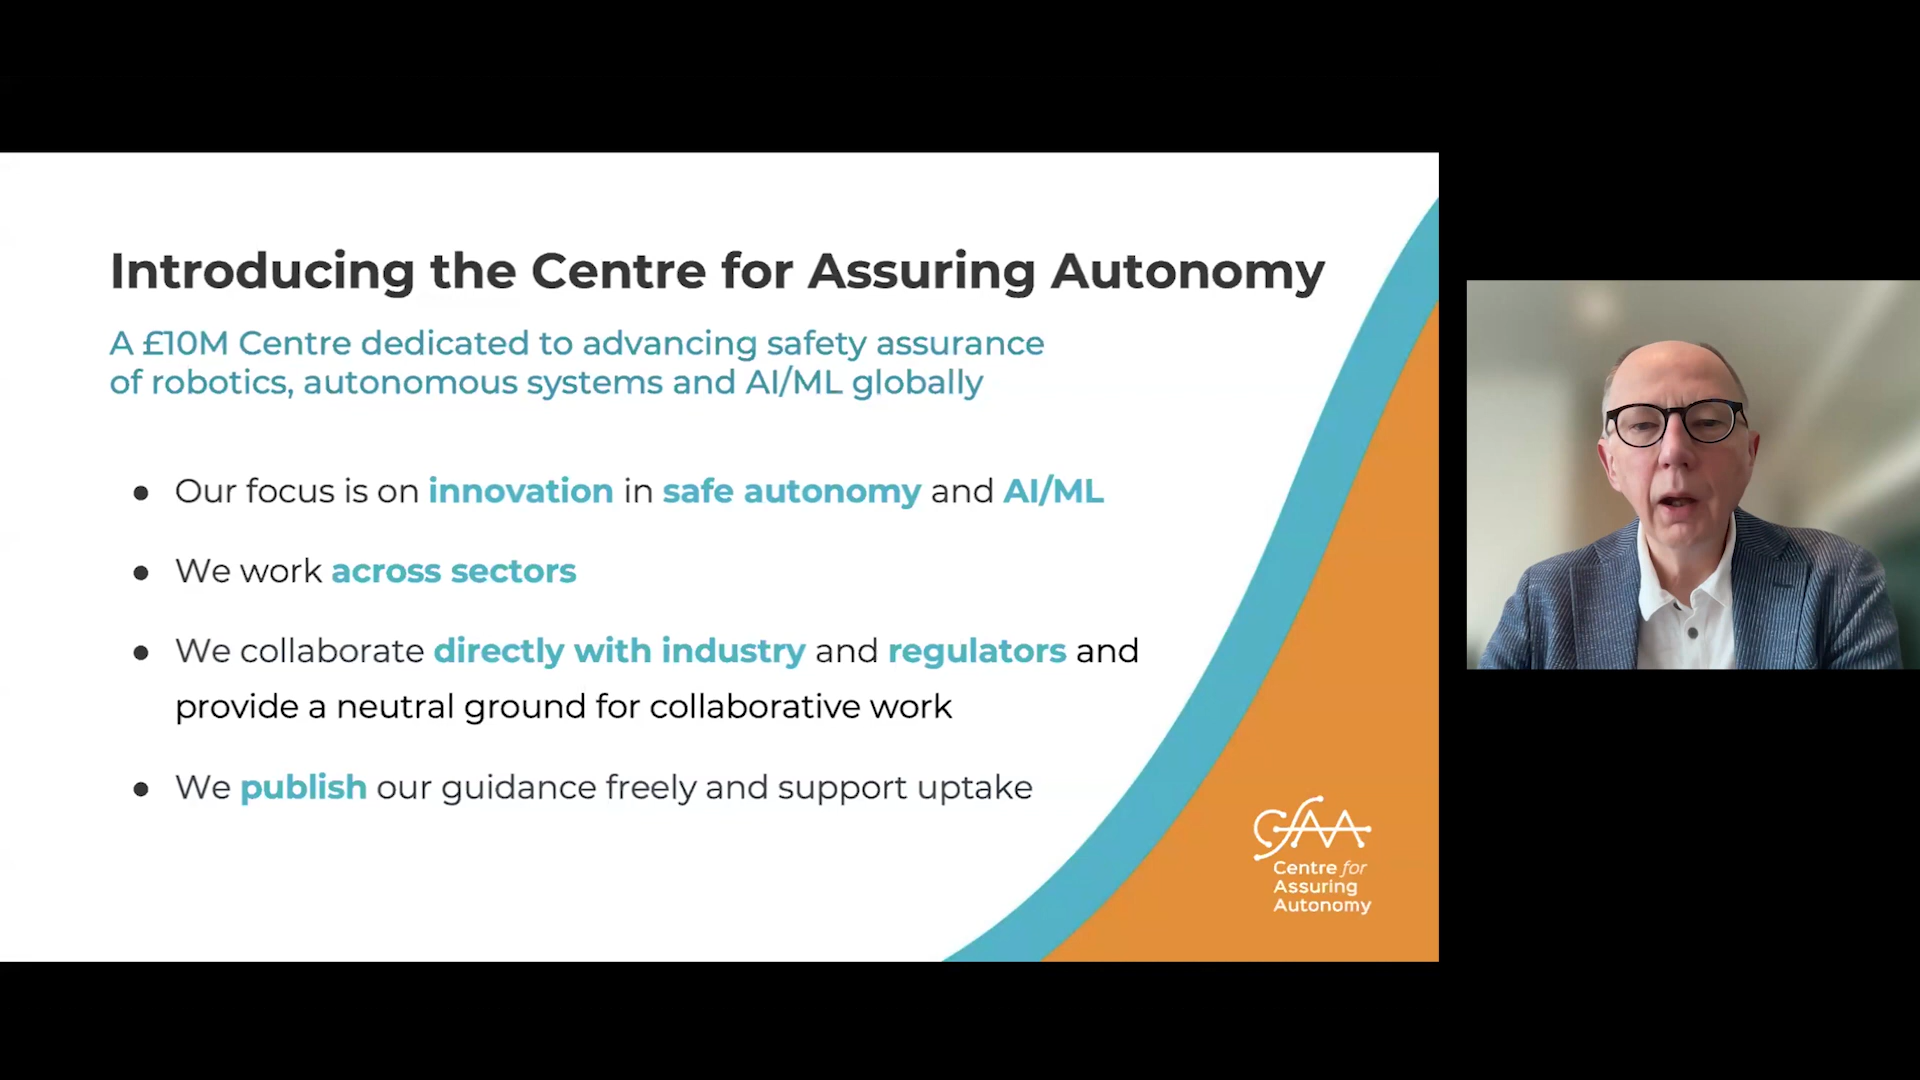 Introducing the Centre for Assuring Autonomy
A £10M Centre dedicated to advancing safety assurance
of robotics, autonomous systems and AI/ML globally
● Our focus is on innovation in safe autonomy and AI/ML
● We work across sectors
● We collaborate directly with industry and regulators and
provide a neutral ground for collaborative work
● We publish our guidance freely and support uptake
CfAA
Centre for
Assuring
Autonomy